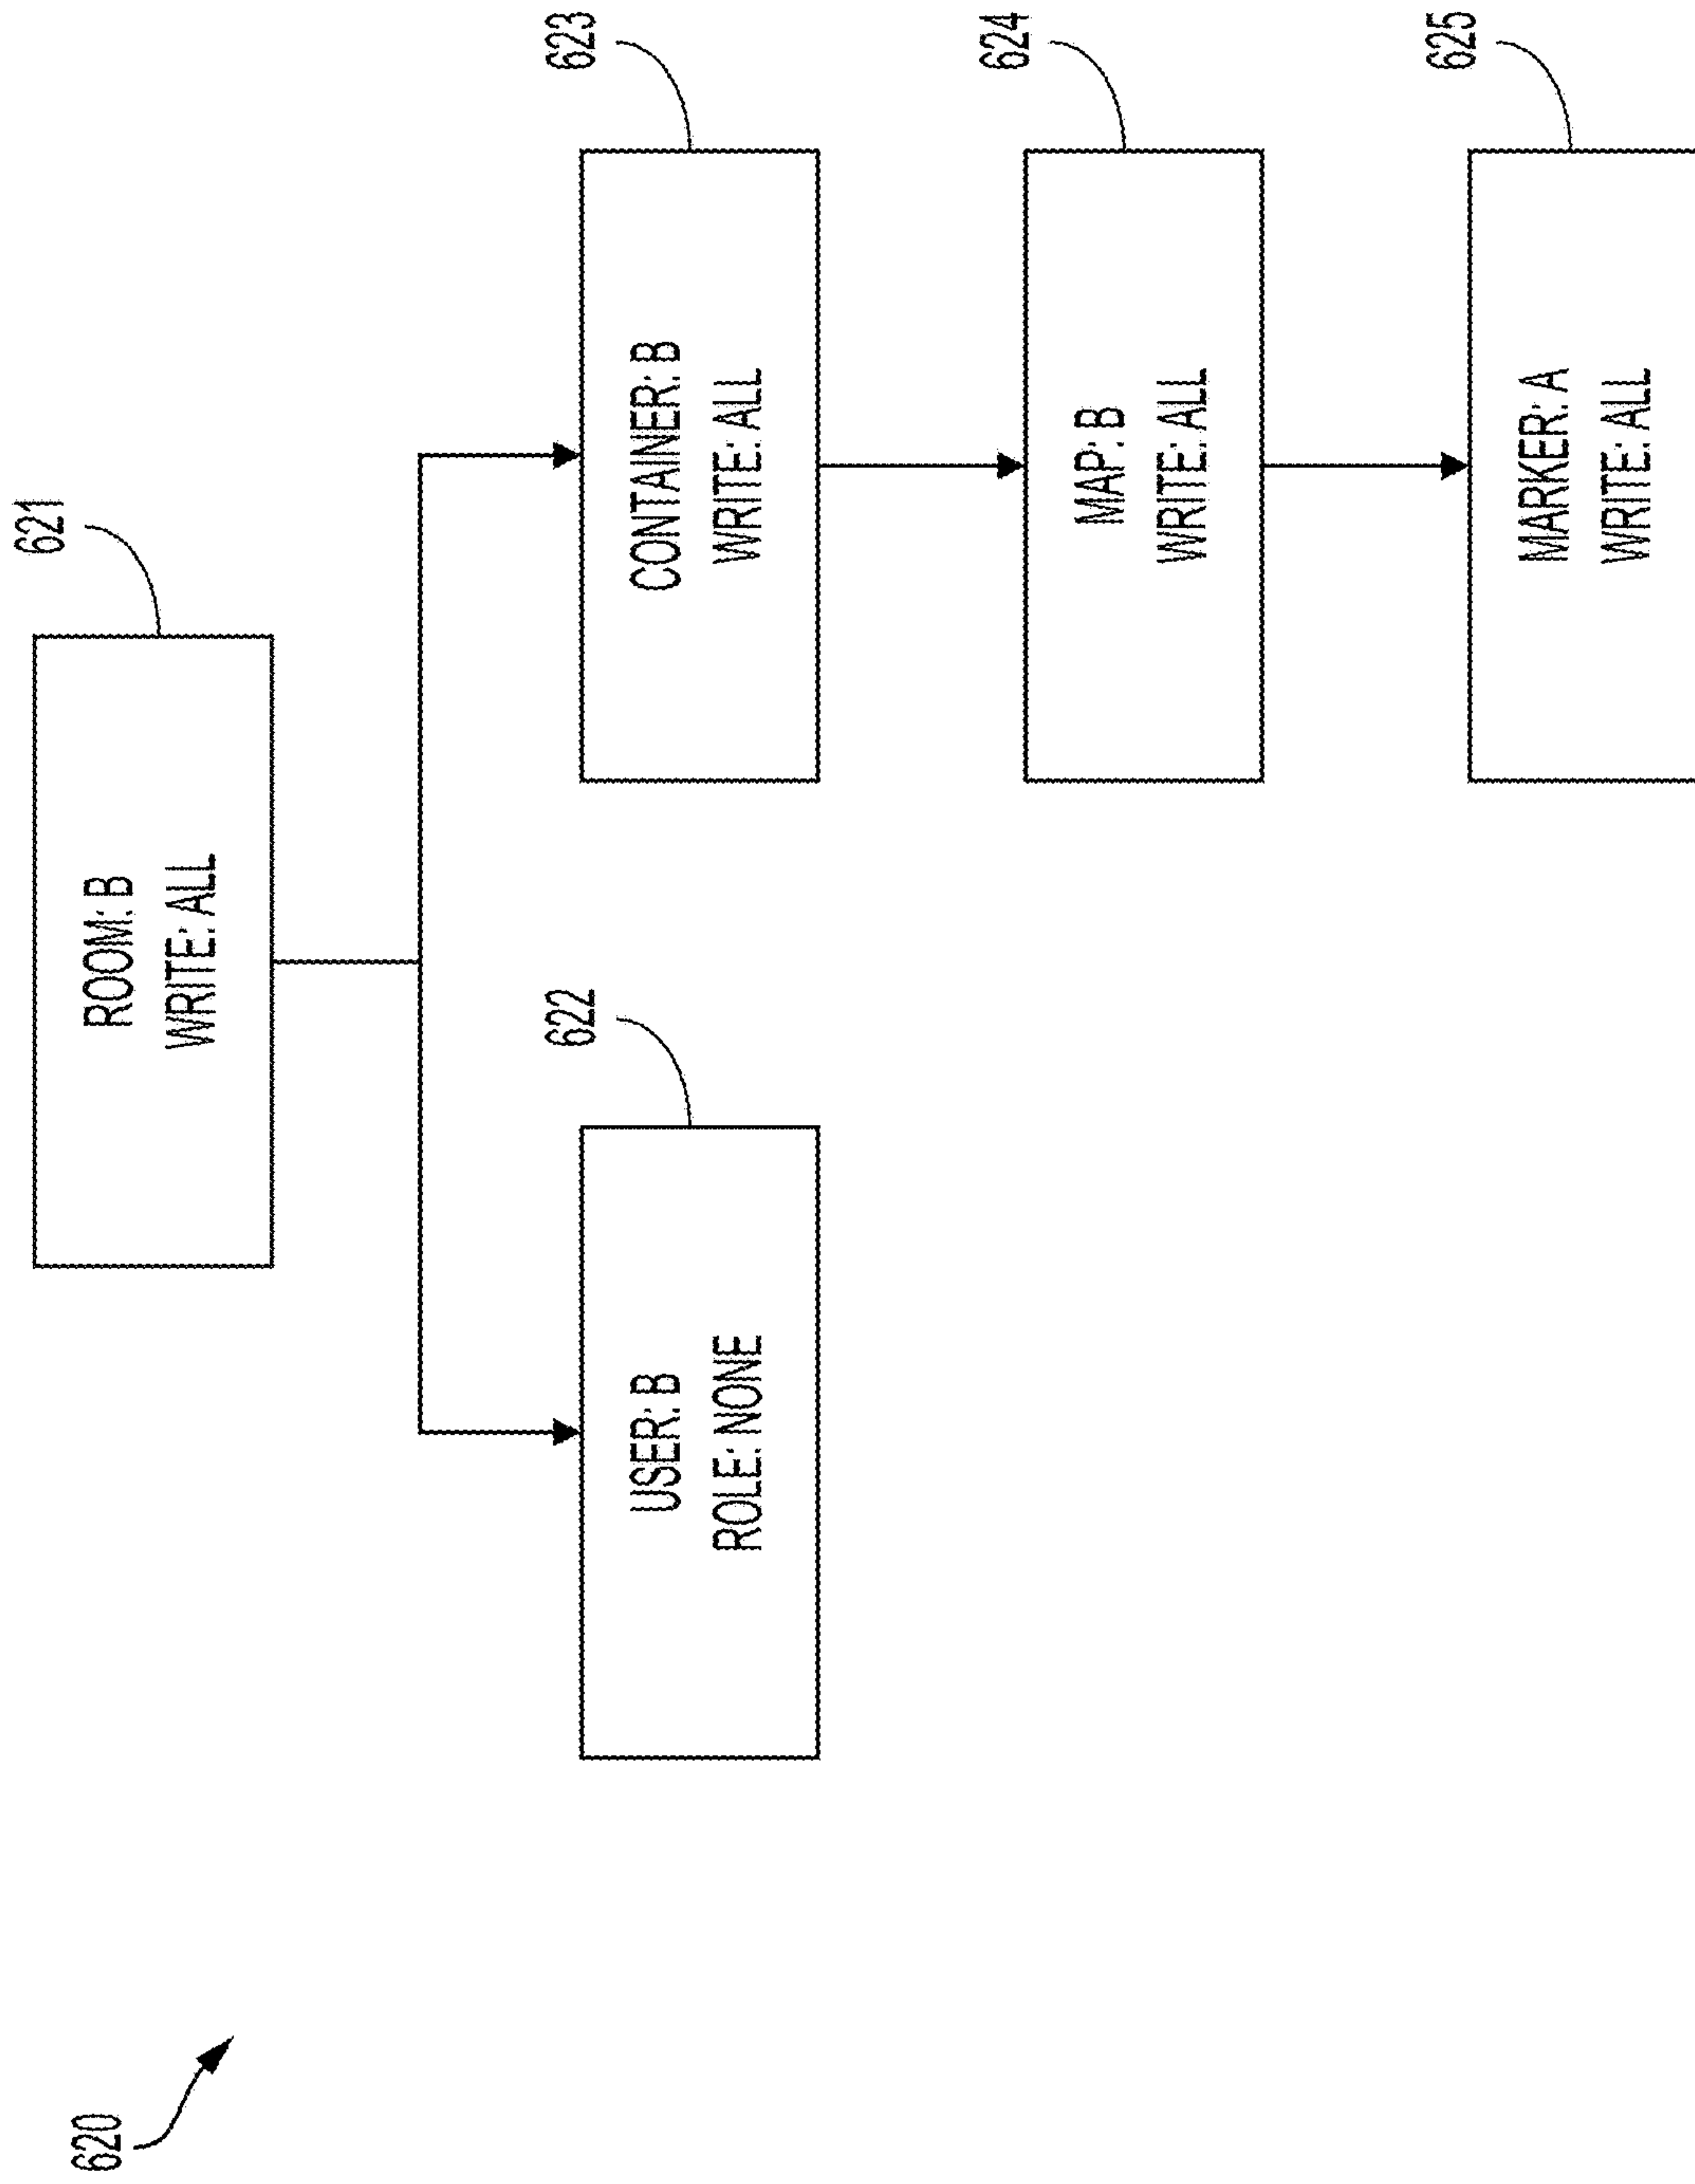 620
621
ROOM: B
WRITE: ALL
622
USER: B
ROLE: NONE
623
CONTAINER: B
WRITE: ALL
624
MAP: B
WRITE: ALL
625
MARKER: A
WRITE: ALL